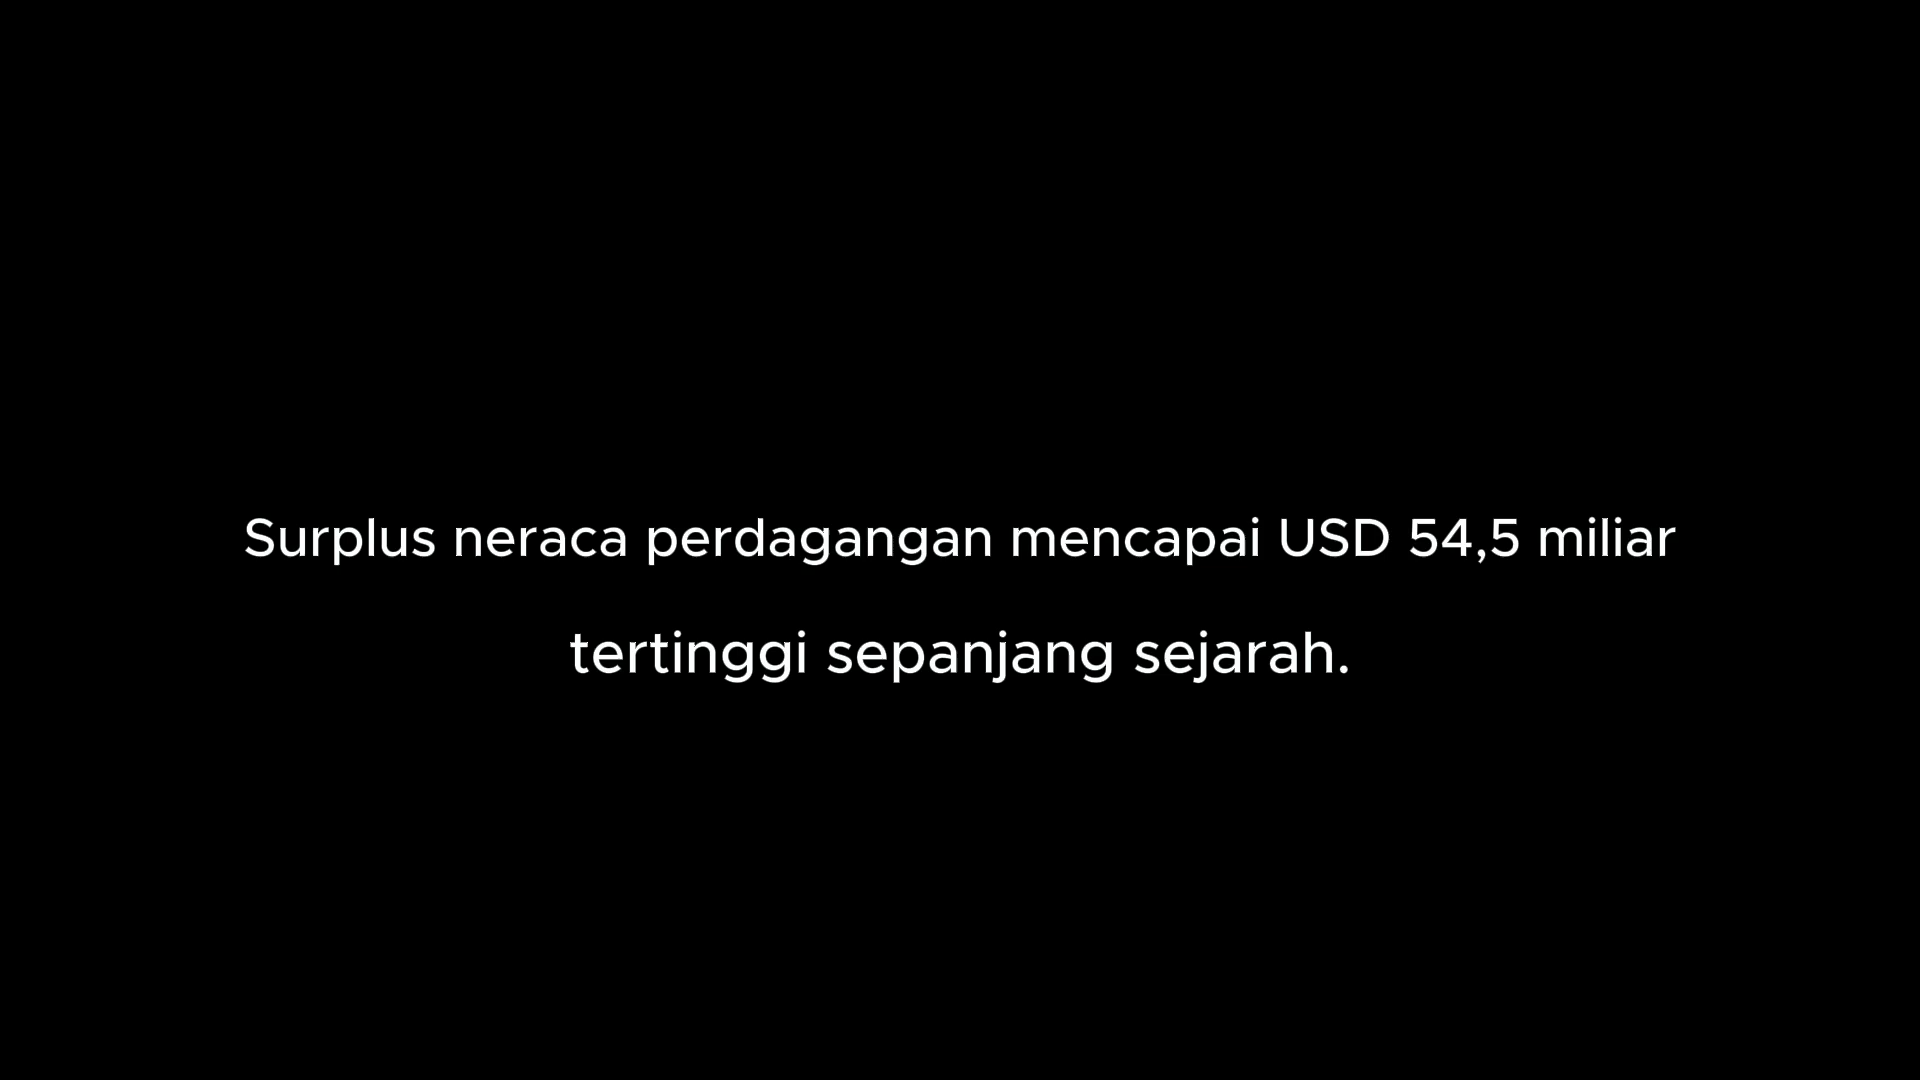 Surplus neraca perdagangan mencapai USD 54,5 miliar
tertinggi sepanjang sejarah.